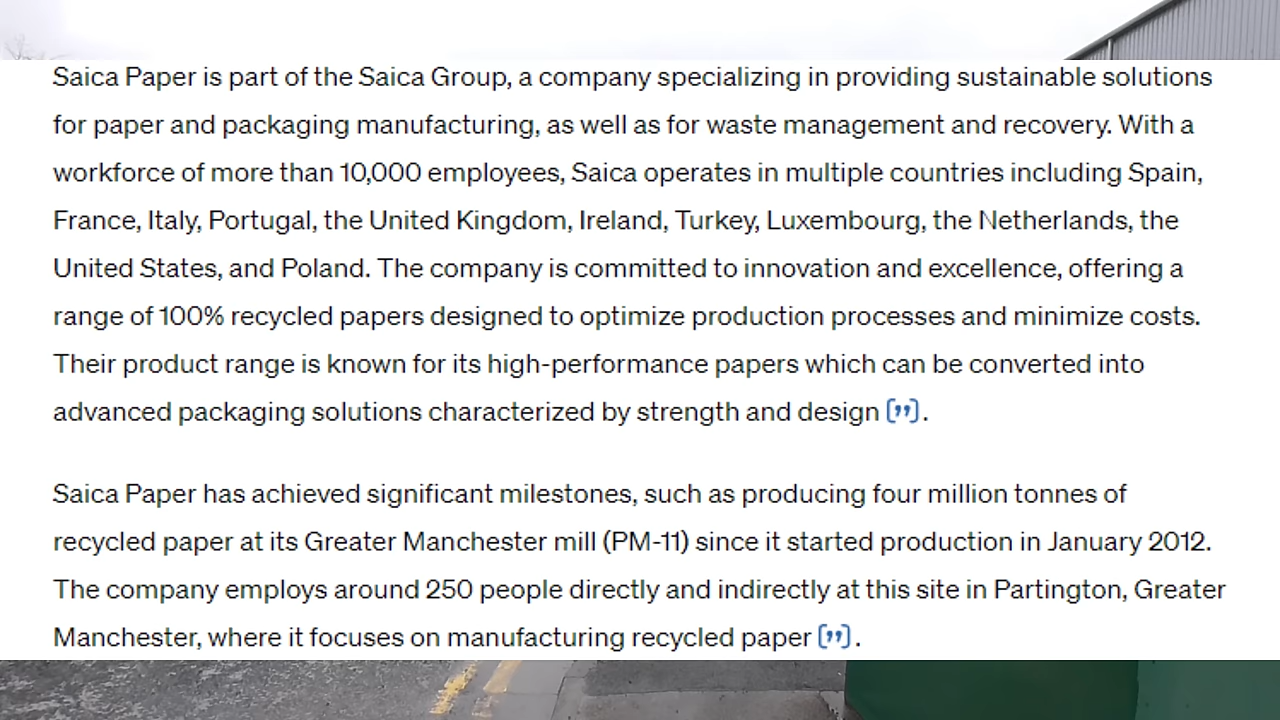 Saica Paper is part of the Saica Group, a company specializing in providing sustainable solutions
for paper and packaging manufacturing, as well as for waste management and recovery. With a
workforce of more than 10,000 employees, Saica operates in multiple countries including Spain,
France, Italy, Portugal, the United Kingdom, Ireland, Turkey, Luxembourg, the Netherlands, the
United States, and Poland. The company is committed to innovation and excellence, offering a
range of 100% recycled papers designed to optimize production processes and minimize costs.
Their product range is known for its high-performance papers which can be converted into
advanced packaging solutions characterized by strength and design [”].
Saica Paper has achieved significant milestones, such as producing four million tonnes of
recycled paper at its Greater Manchester mill (PM-11) since it started production in January 2012.
The company employs around 250 people directly and indirectly at this site in Partington, Greater
Manchester, where it focuses on manufacturing recycled paper [”].